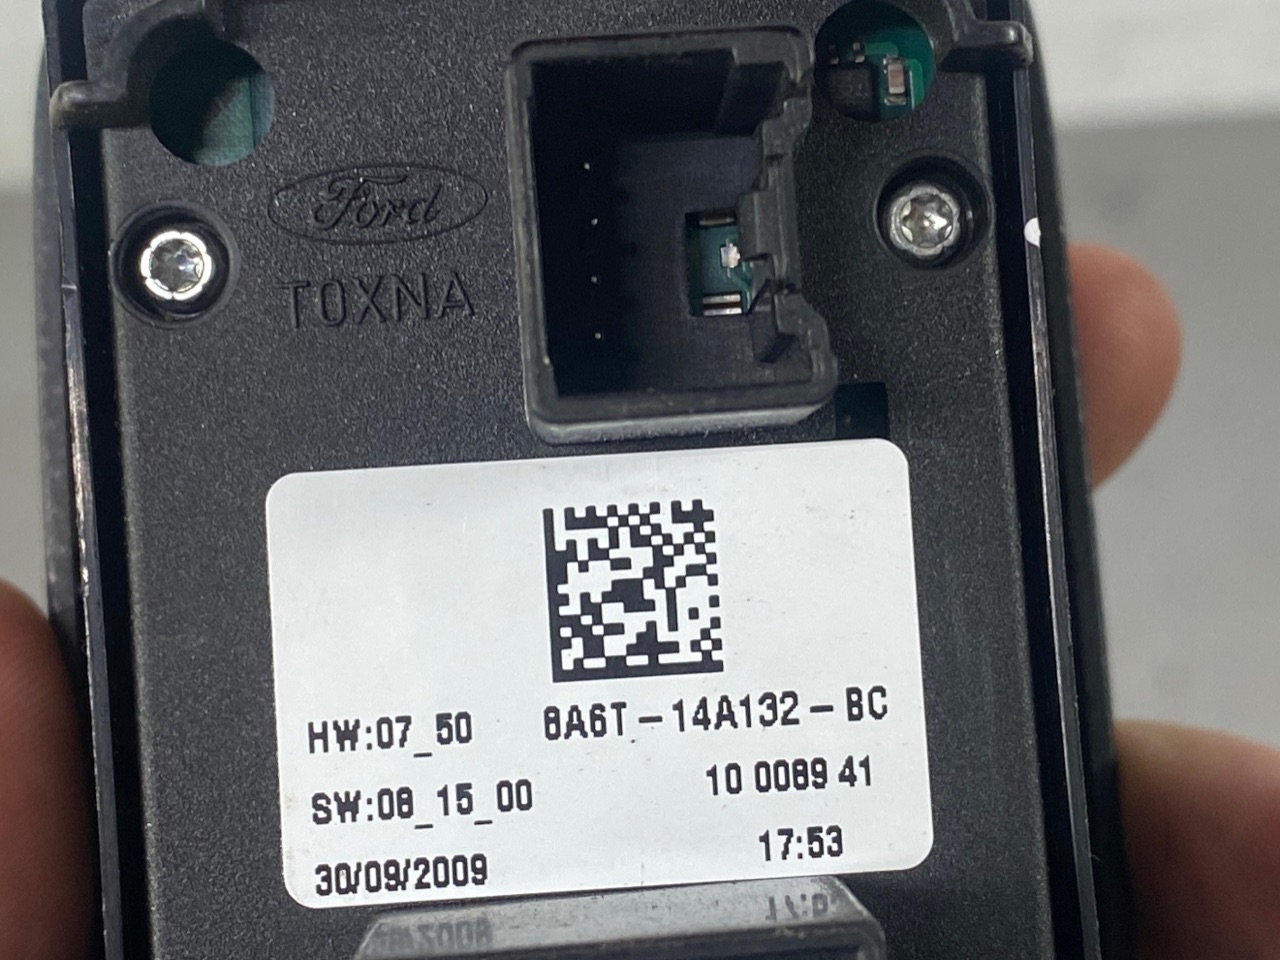 Ford
TOXNA
HW:07_50 8A6T-14A132-BC
SW:08_15_00 10 0089 41
30/09/2009 17:53